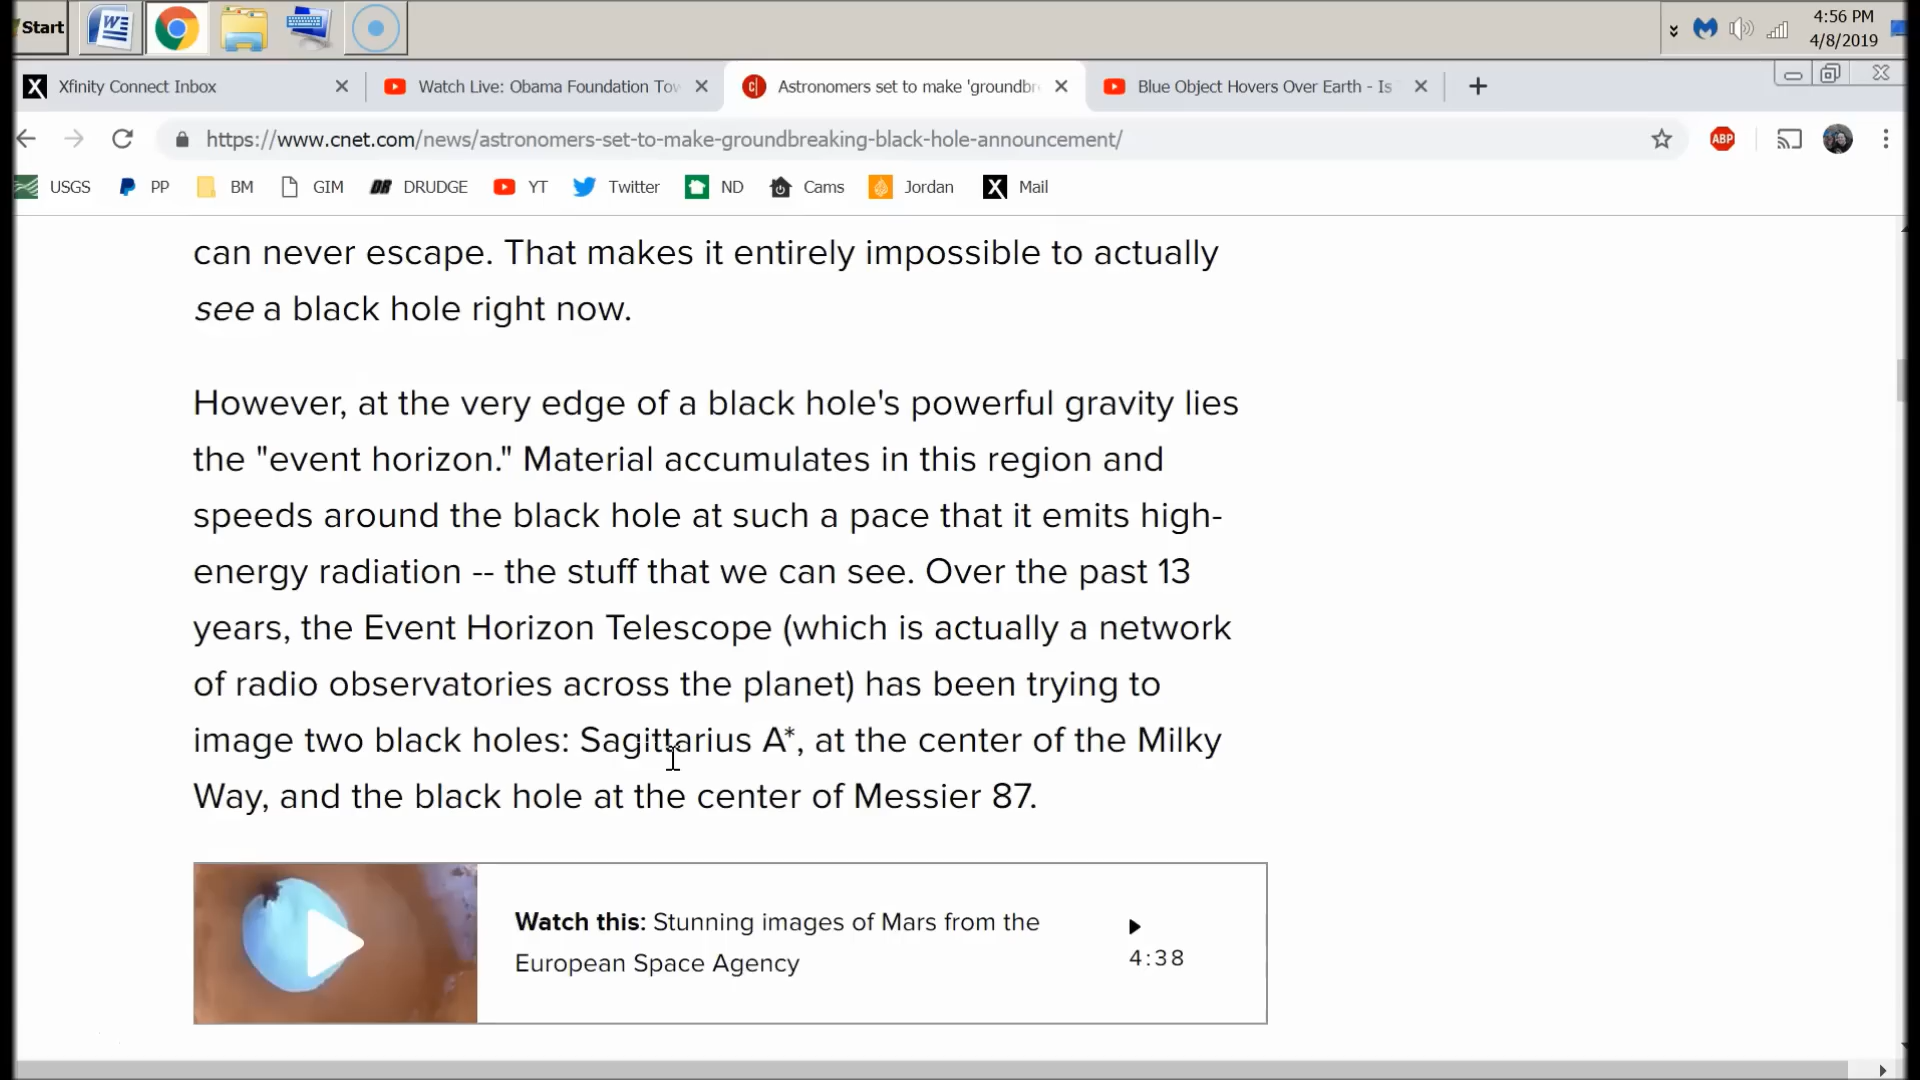 Start
4:56 PM
4/8/2019
Xfinity Connect Inbox
Watch Live: Obama Foundation Tow
Astronomers set to make 'groundbr
Blue Object Hovers Over Earth - Is
https://www.cnet.com/news/astronomers-set-to-make-groundbreaking-black-hole-announcement/
ABP
USGS PP BM GIM DRUDGE YT Twitter ND Cams Jordan Mail
can never escape. That makes it entirely impossible to actually
see a black hole right now.
However, at the very edge of a black hole's powerful gravity lies
the "event horizon." Material accumulates in this region and
speeds around the black hole at such a pace that it emits high-
energy radiation -- the stuff that we can see. Over the past 13
years, the Event Horizon Telescope (which is actually a network
of radio observatories across the planet) has been trying to
image two black holes: Sagittarius A*, at the center of the Milky
Way, and the black hole at the center of Messier 87.
Watch this: Stunning images of Mars from the
European Space Agency
4:38